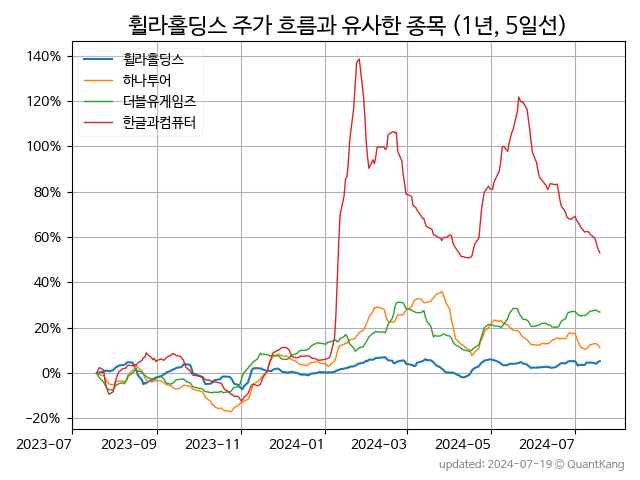 휠라홀딩스 주가 흐름과 유사한 종목 (1년, 5일선)
휠라홀딩스
하나투어
더블유게임즈
한글과컴퓨터
140%
120%
100%
80%
60%
40%
20%
0%
−20%
2023-07 2023-09 2023-11 2024-01 2024-03 2024-05 2024-07
updated: 2024-07-19 © QuantKang